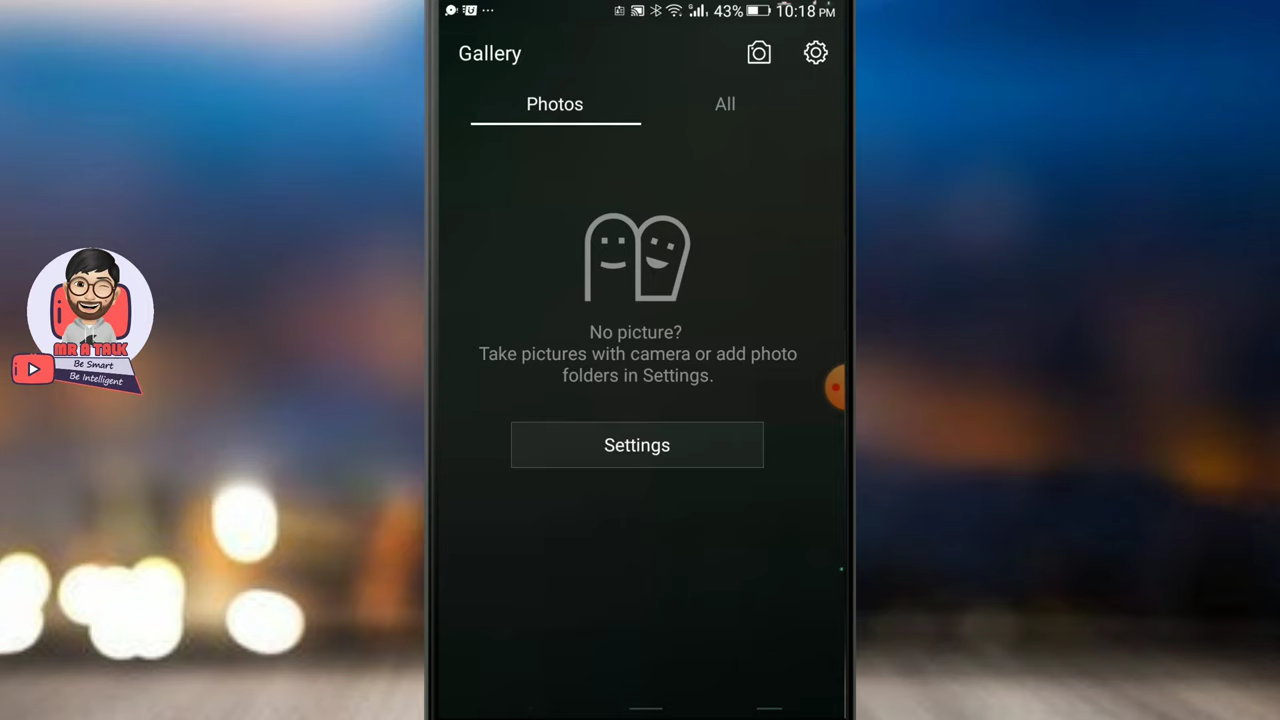 43%
10:18 PM
Gallery
Photos
All
No picture?
Take pictures with camera or add photo
folders in Settings.
Settings
MR A TALK
Be Smart
Be Intelligent